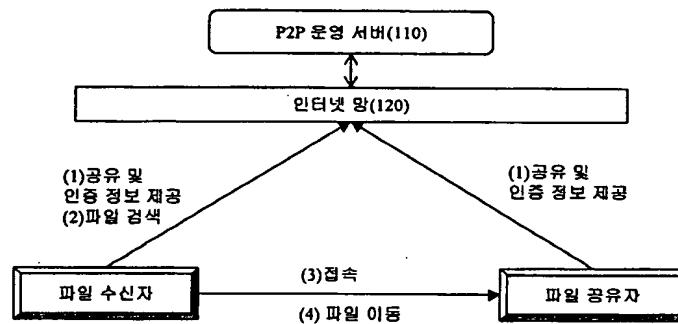 P2P 운영 서버(110)
인터넷 망(120)
(1)공유 및
인증 정보 제공
(2)파일 검색
(1)공유 및
인증 정보 제공
파일 수신자
(3)접속
(4) 파일 이동
파일 공유자